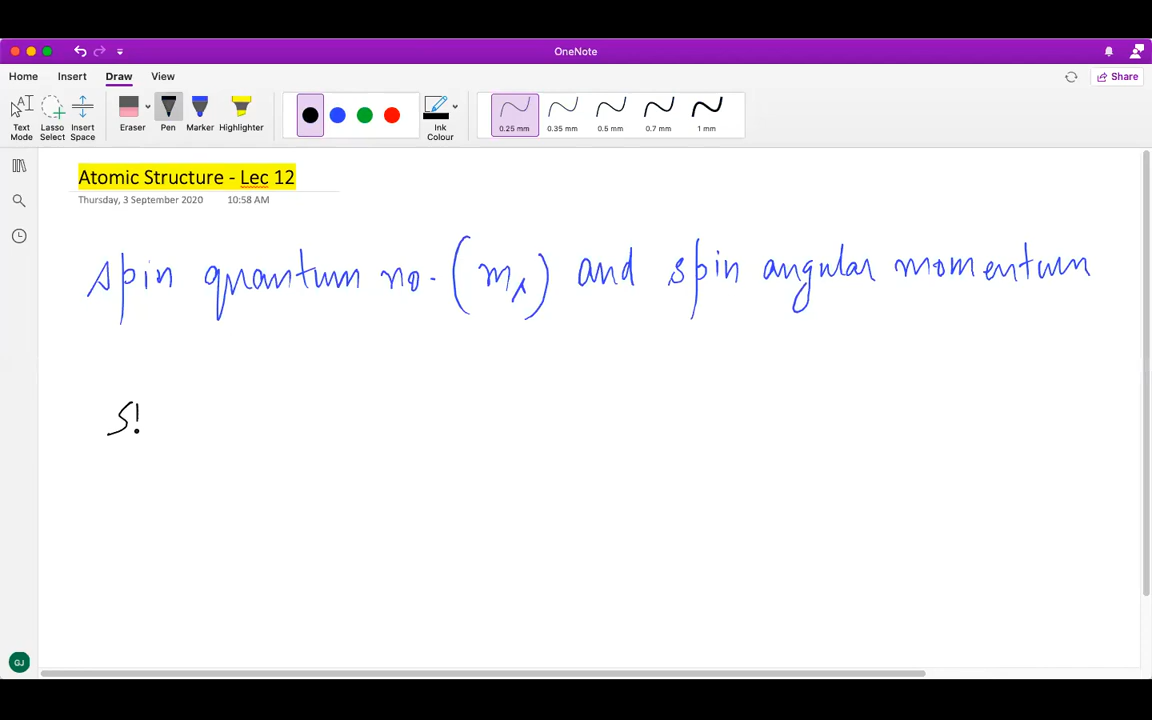 OneNote
Home Insert Draw View
Share
Text Mode
Lasso Select
Insert Space
Eraser
Pen
Marker
Highlighter
Ink Colour
0.25 mm
0.35 mm
0.5 mm
0.7 mm
1 mm
Atomic Structure - Lec 12
Thursday, 3 September 2020 10:58 AM
spin quantum no. (ms) and spin angular momentum
S!
GJ